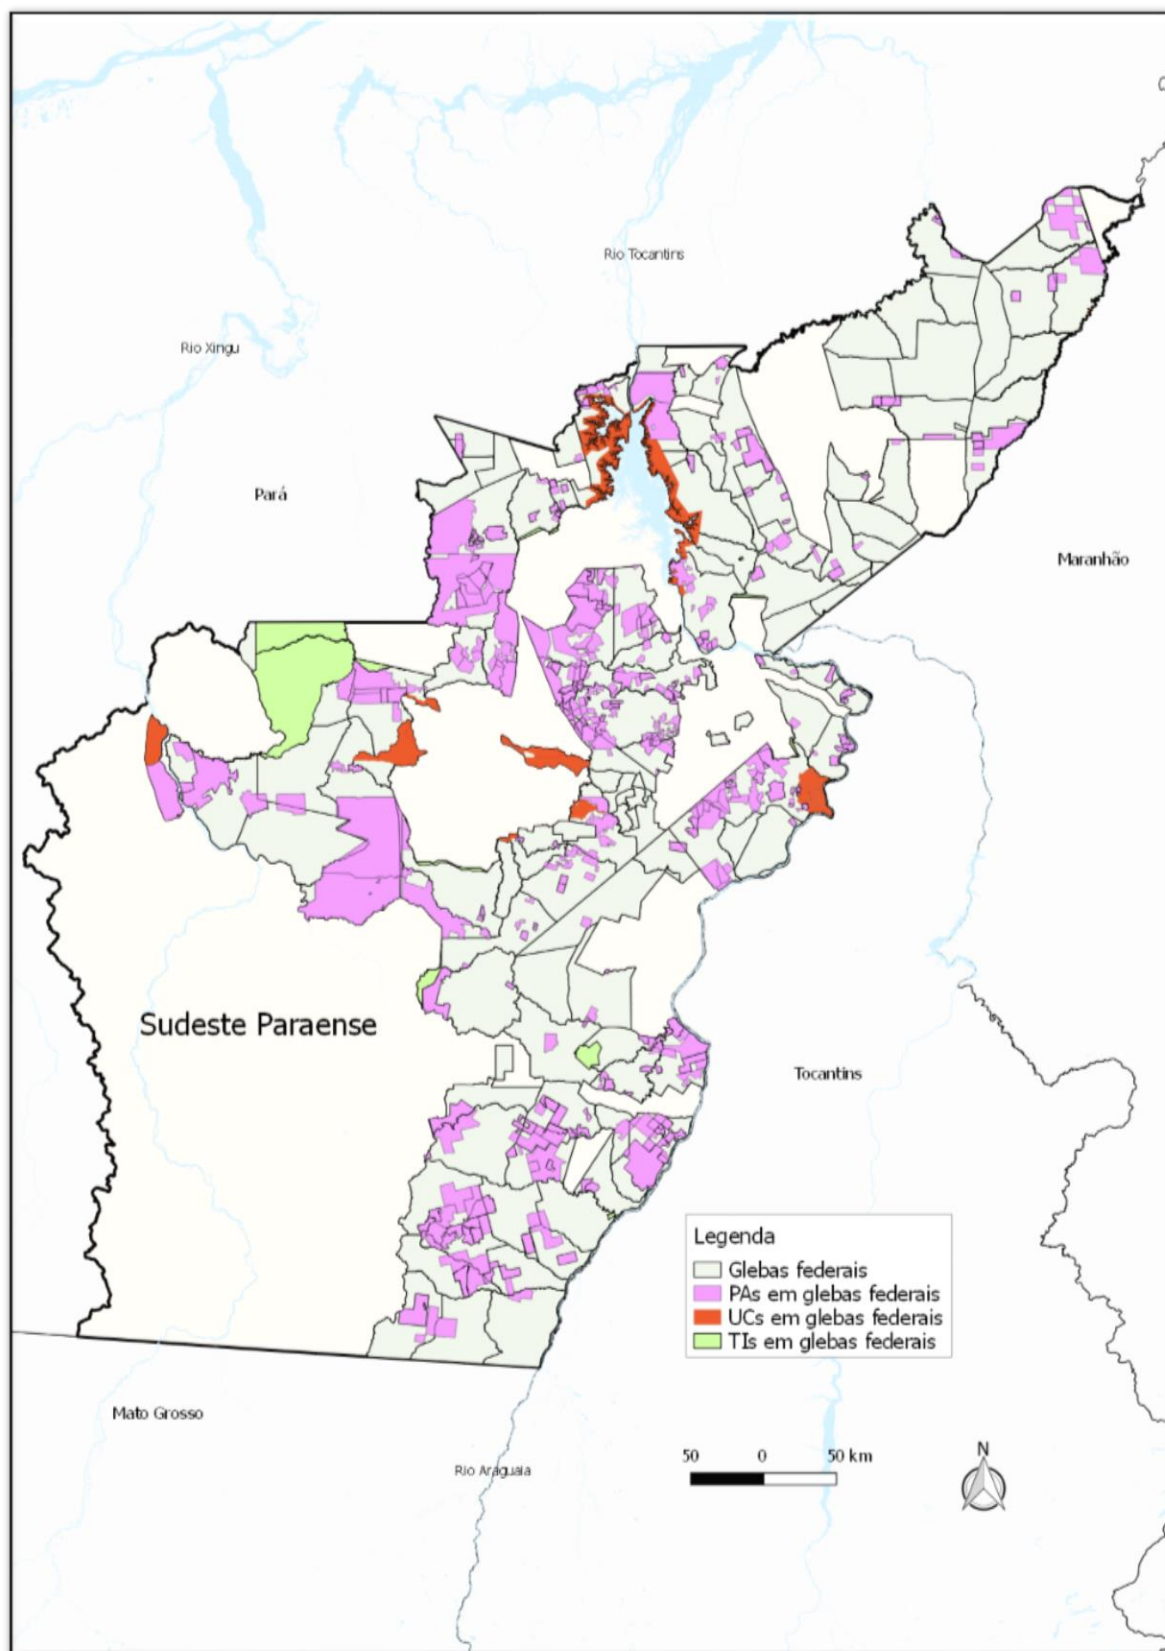 Rio Tocantins
Rio Xingu
Pará
Maranhão
Sudeste Paraense
Tocantins
Legenda
Glebas federais
PAs em glebas federais
UCs em glebas federais
TIs em glebas federais
Mato Grosso
Rio Araguaia
50 0 50 km
N